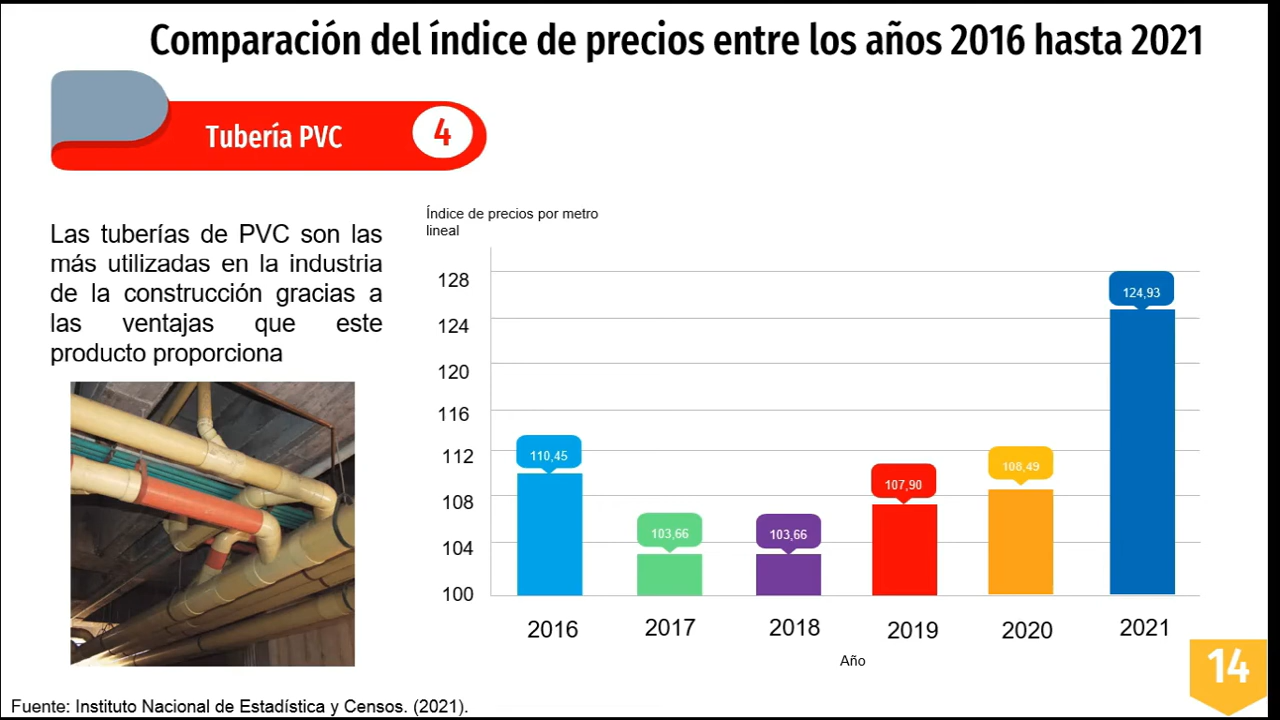 Comparación del índice de precios entre los años 2016 hasta 2021
Tubería PVC
4
Las tuberías de PVC son las
más utilizadas en la industria
de la construcción gracias a
las ventajas que este
producto proporciona
Índice de precios por metro
lineal
128
124
120
116
112
108
104
100
110,45
103,66
103,66
107,90
108,49
124,93
2016
2017
2018
2019
2020
2021
Año
14
Fuente: Instituto Nacional de Estadística y Censos. (2021).